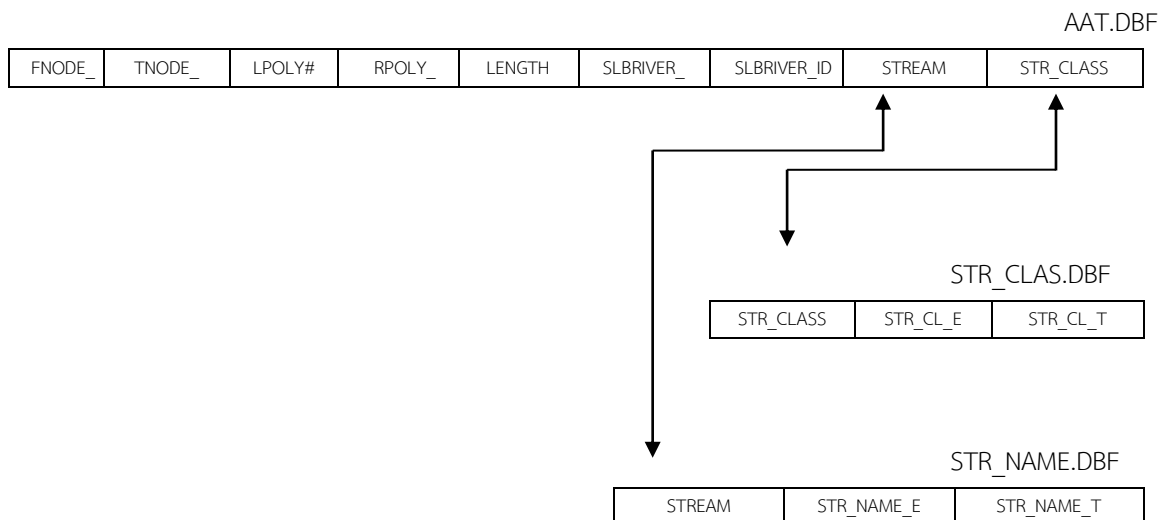 AAT.DBF
FNODE_ TNODE_ LPOLY# RPOLY_ LENGTH SLBRIVER_ SLBRIVER_ID STREAM STR_CLASS
STR_CLAS.DBF
STR_CLASS STR_CL_E STR_CL_T
STR_NAME.DBF
STREAM STR_NAME_E STR_NAME_T